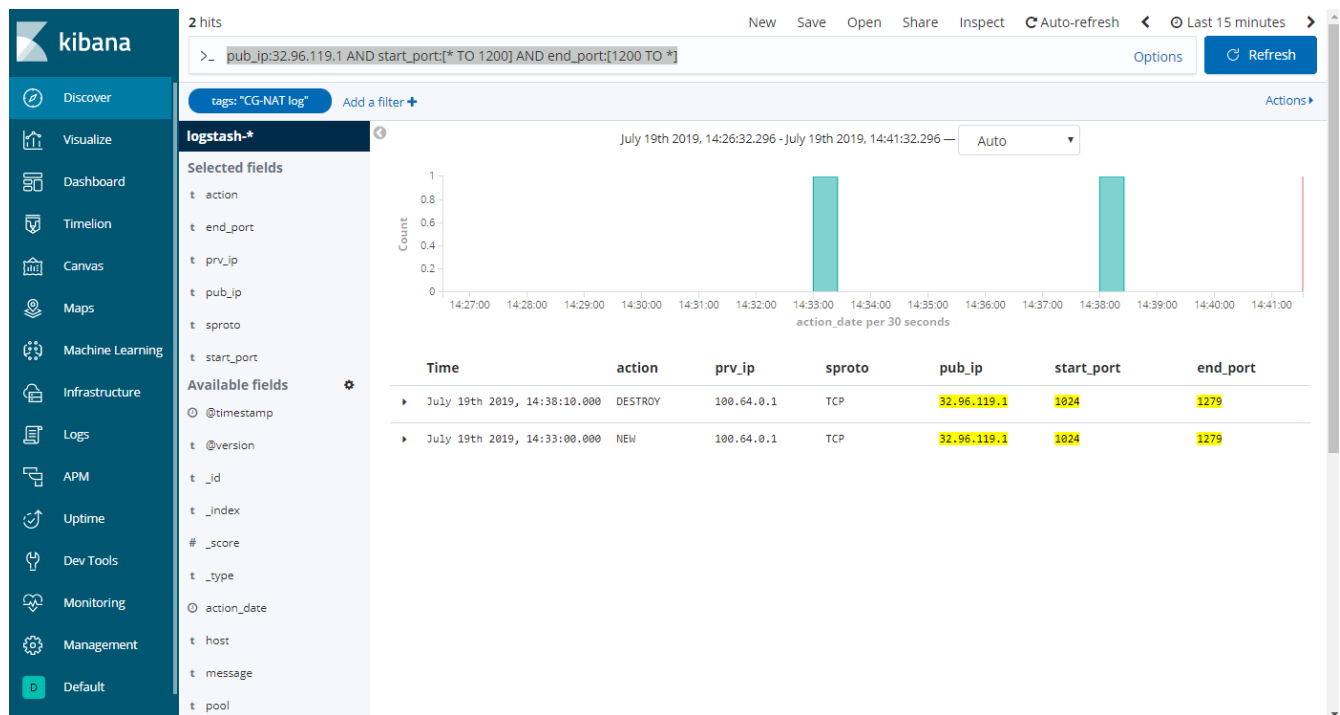 kibana
Discover
Visualize
Dashboard
Timelion
Canvas
Maps
Machine Learning
Infrastructure
Logs
APM
Uptime
Dev Tools
Monitoring
Management
D Default
2 hits New Save Open Share Inspect Auto-refresh Last 15 minutes
>_ pub_ip:32.96.119.1 AND start_port:[* TO 1200] AND end_port:[1200 TO *] Options Refresh
tags: "CG-NAT log" Add a filter + Actions
logstash-*
Selected fields
t action
t end_port
t prv_ip
t pub_ip
t sproto
t start_port
Available fields
@timestamp
t @version
t _id
t _index
# _score
t _type
action_date
t host
t message
t pool
July 19th 2019, 14:26:32.296 - July 19th 2019, 14:41:32.296 — Auto
Count
1
0.8
0.6
0.4
0.2
0
14:27:00 14:28:00 14:29:00 14:30:00 14:31:00 14:32:00 14:33:00 14:34:00 14:35:00 14:36:00 14:37:00 14:38:00 14:39:00 14:40:00 14:41:00
action_date per 30 seconds
Time action prv_ip sproto pub_ip start_port end_port
July 19th 2019, 14:38:10.000 DESTROY 100.64.0.1 TCP 32.96.119.1 1024 1279
July 19th 2019, 14:33:00.000 NEW 100.64.0.1 TCP 32.96.119.1 1024 1279